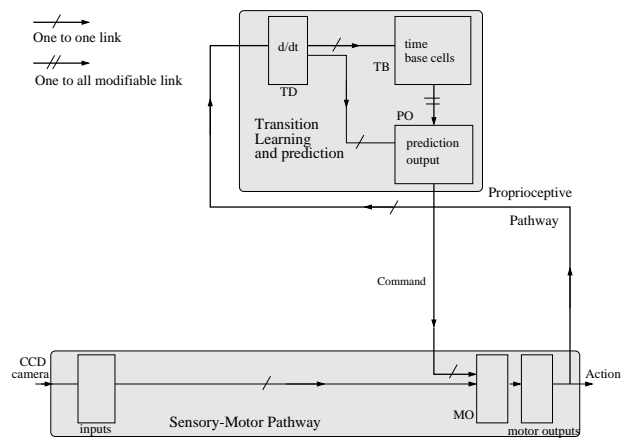 One to one link
One to all modifiable link
d/dt
TD
TB
time
base cells
PO
Transition
Learning
and prediction
prediction
output
Proprioceptive
Pathway
Command
CCD
camera
inputs
Sensory-Motor Pathway
MO
motor outputs
Action